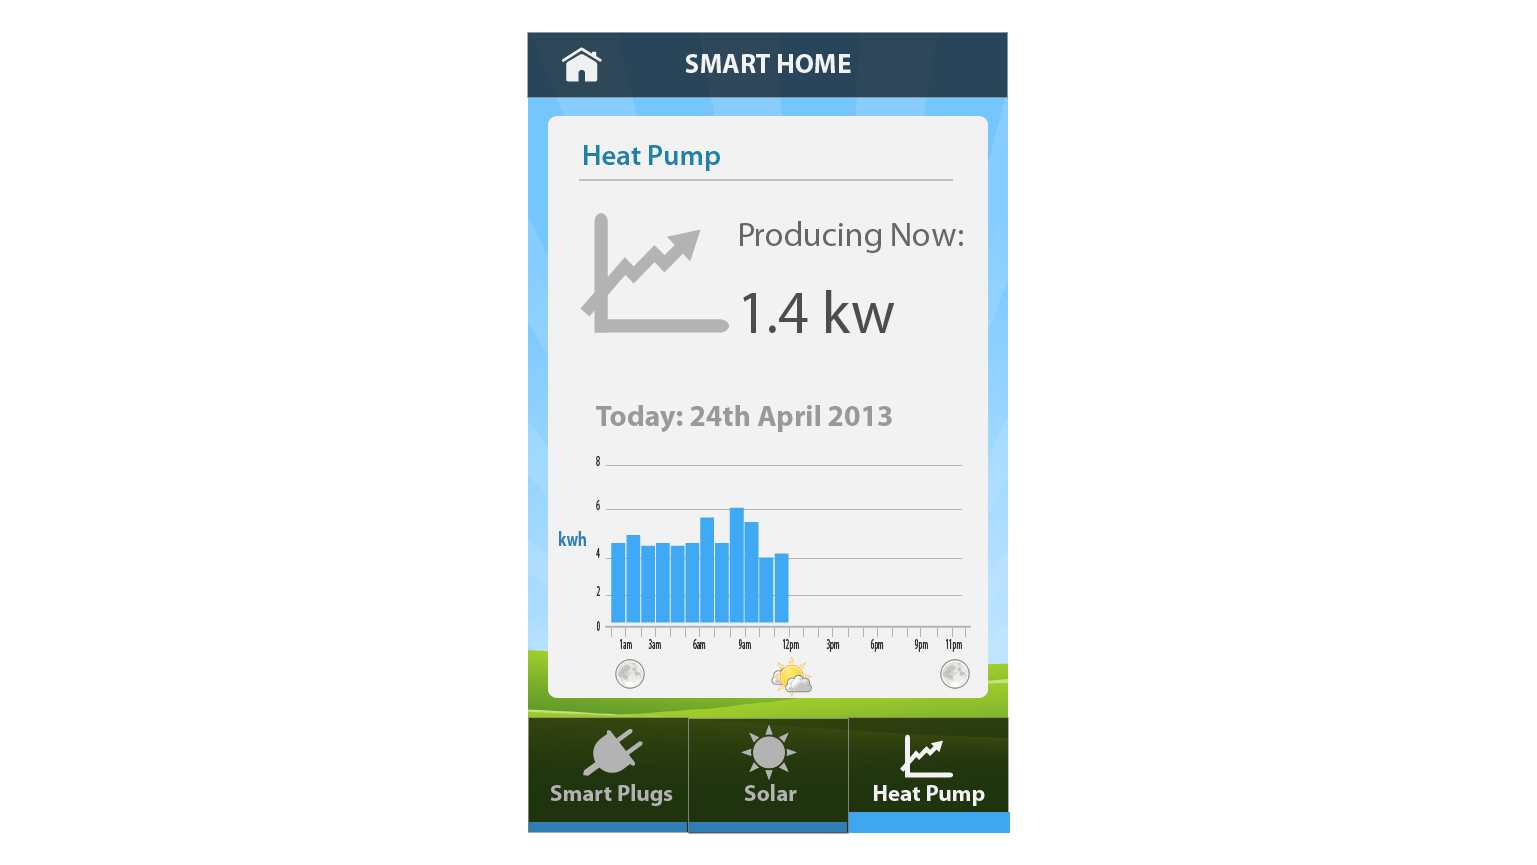 SMART HOME
Heat Pump
Producing Now:
1.4 kw
Today: 24th April 2013
8
6
kwh
4
2
0
1am 3am 6am 9am 12pm 3pm 6pm 9pm 11pm
Smart Plugs Solar Heat Pump